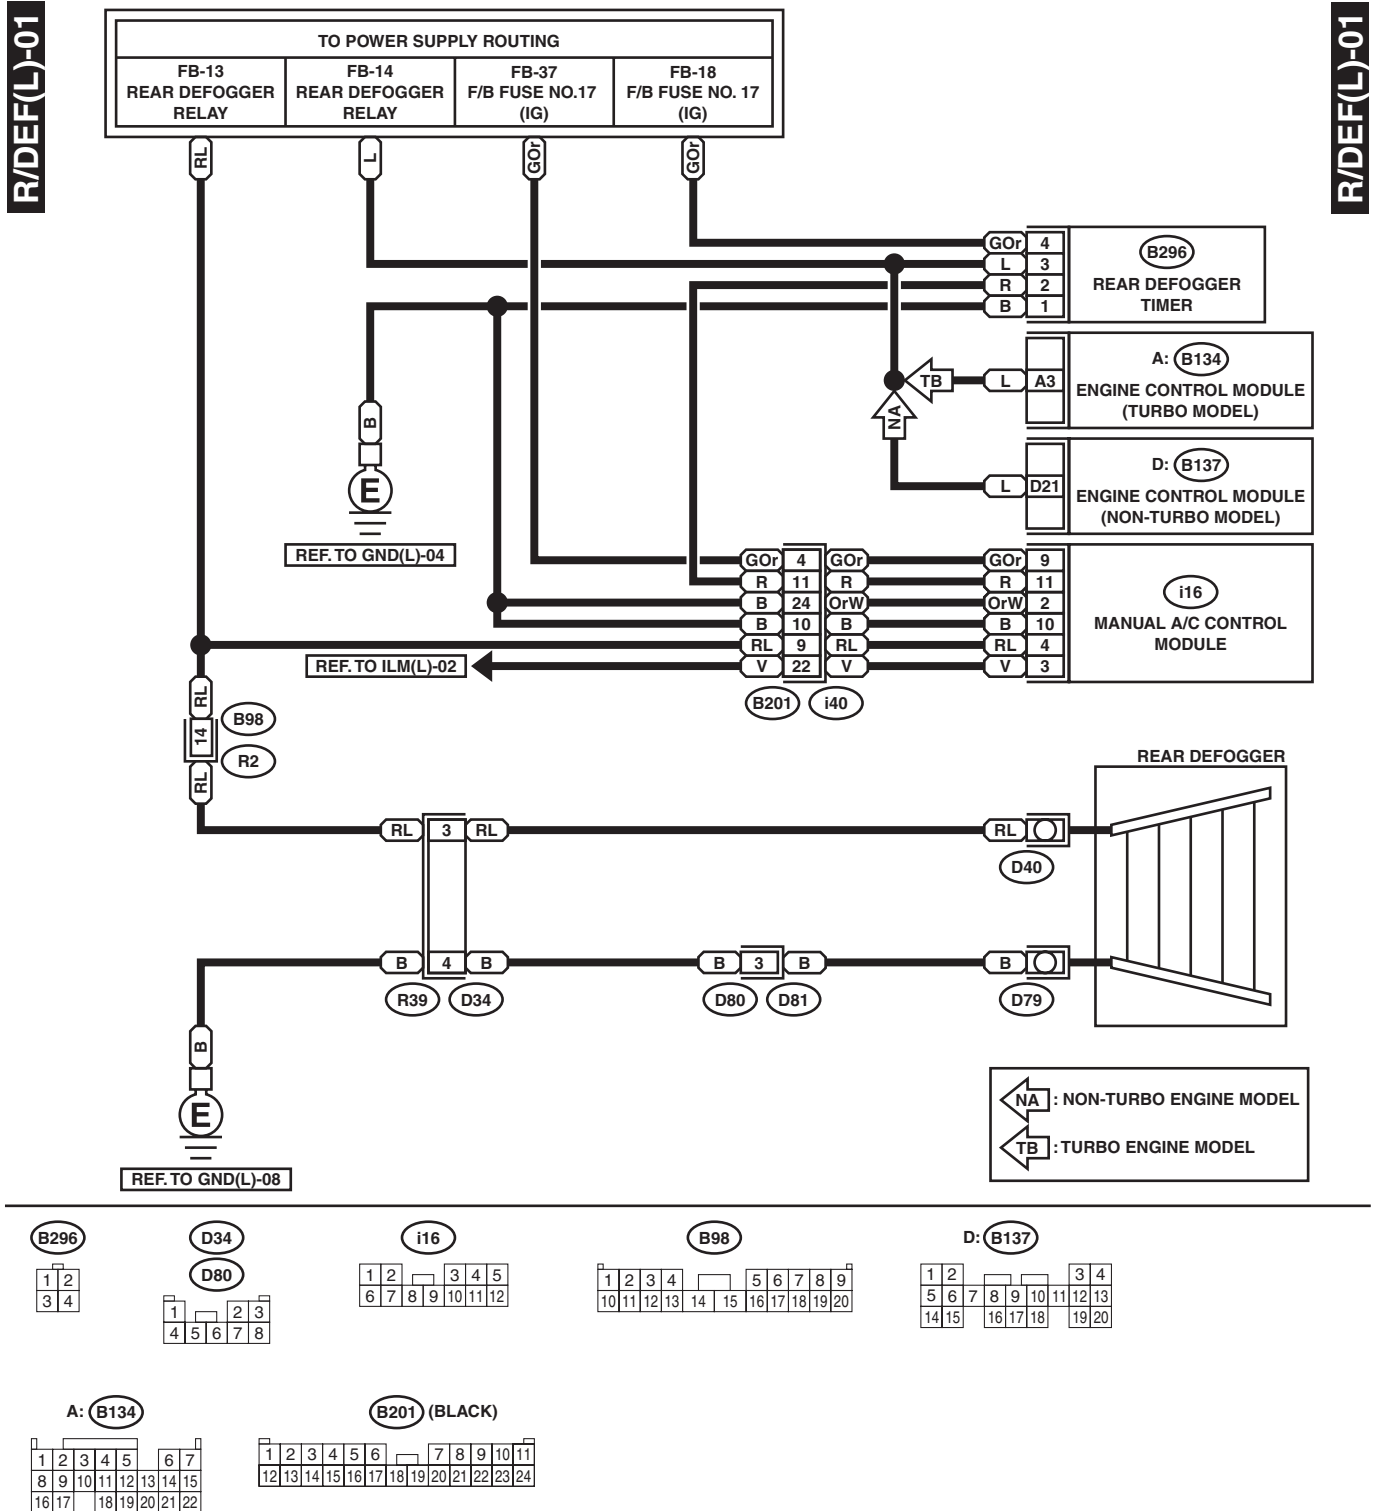 R/DEF(L)-01
R/DEF(L)-01
TO POWER SUPPLY ROUTING
FB-13
REAR DEFOGGER
RELAY
FB-14
REAR DEFOGGER
RELAY
FB-37
F/B FUSE NO.17
(IG)
FB-18
F/B FUSE NO. 17
(IG)
RL
L
GOr
GOr
GOr 4
L 3
R 2
B 1
B296
REAR DEFOGGER
TIMER
TB
L A3
A: B134
ENGINE CONTROL MODULE
(TURBO MODEL)
NA
L D21
D: B137
ENGINE CONTROL MODULE
(NON-TURBO MODEL)
B
E
REF. TO GND(L)-04
GOr 4 GOr GOr 9
R 11 R R 11
B 24 OrW OrW 2
B 10 B B 10
RL 9 RL RL 4
V 22 V V 3
i16
MANUAL A/C CONTROL
MODULE
REF. TO ILM(L)-02
B201 i40
RL
14
B98
R2
RL
REAR DEFOGGER
RL 3 RL RL
D40
B 4 B B 3 B B
R39 D34 D80 D81 D79
B
E
REF. TO GND(L)-08
NA : NON-TURBO ENGINE MODEL
TB : TURBO ENGINE MODEL
B296
1 2
3 4
D34
D80
1 2 3
4 5 6 7 8
i16
1 2 3 4 5
6 7 8 9 10 11 12
B98
1 2 3 4 5 6 7 8 9
10 11 12 13 14 15 16 17 18 19 20
D: B137
1 2 3 4
5 6 7 8 9 10 11 12 13
14 15 16 17 18 19 20
A: B134
1 2 3 4 5 6 7
8 9 10 11 12 13 14 15
16 17 18 19 20 21 22
B201 (BLACK)
1 2 3 4 5 6 7 8 9 10 11
12 13 14 15 16 17 18 19 20 21 22 23 24